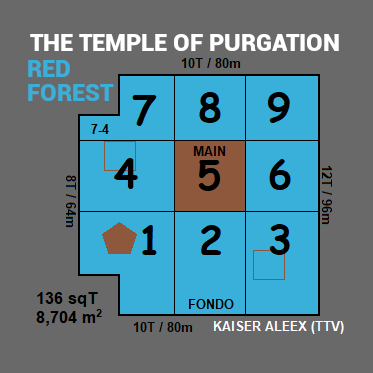 THE TEMPLE OF PURGATION
RED
FOREST
10T / 80m
7 8 9
7-4
MAIN
4 5 6
8T / 64m
12T / 96m
1 2 3
FONDO
136 sqT
8,704 m²
10T / 80m
KAISER ALEEX (TTV)